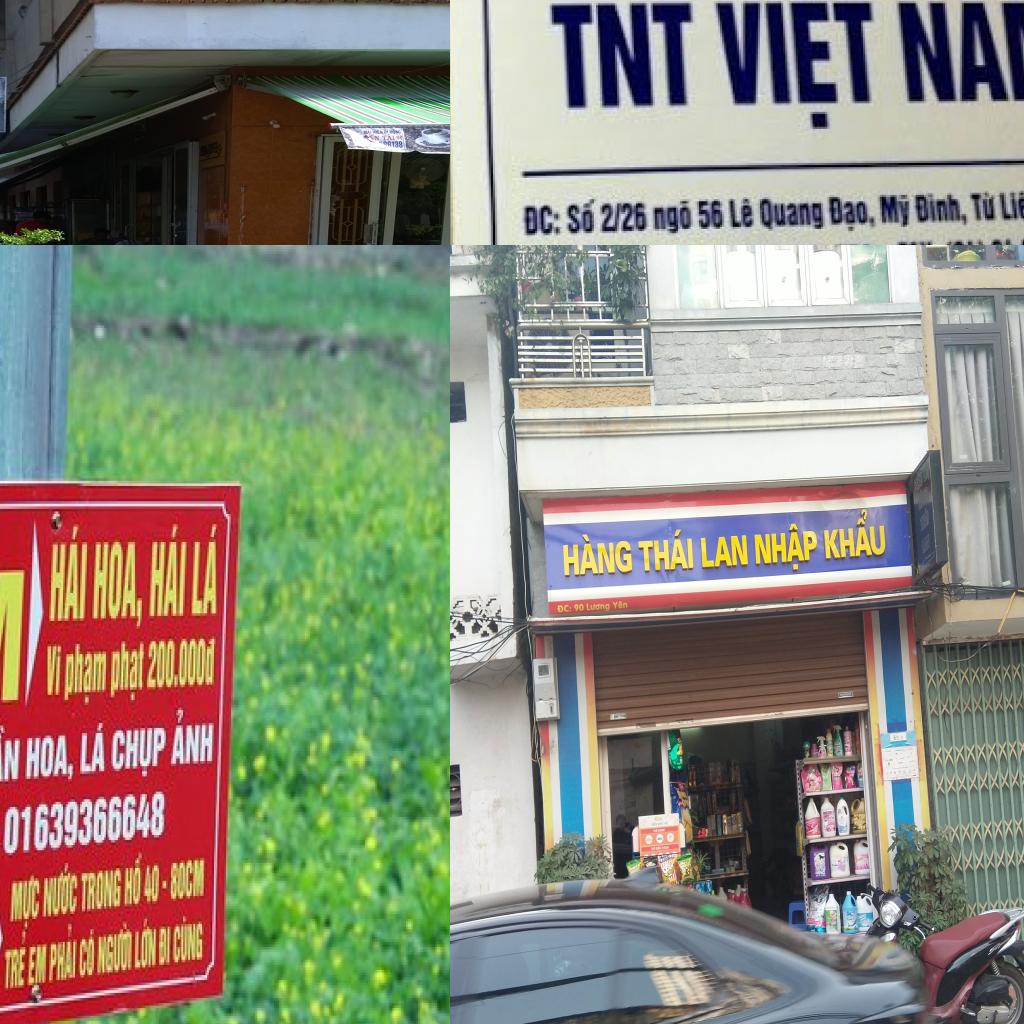 TNT VIỆT NAM
ĐC: Số 2/26 ngõ 56 Lê Quang Đạo, Mỹ Đình, Từ Liê
HÁI HOA, HÁI LÁ
Vi phạm phạt 200.000đ
HOA, LÁ CHỤP ẢNH
01639366648
MỰC NƯỚC TRONG HỒ 40 - 80CM
TRẺ EM PHẢI CÓ NGƯỜI LỚN ĐI CÙNG
HÀNG THÁI LAN NHẬP KHẨU
ĐC: 90 Lương Yên